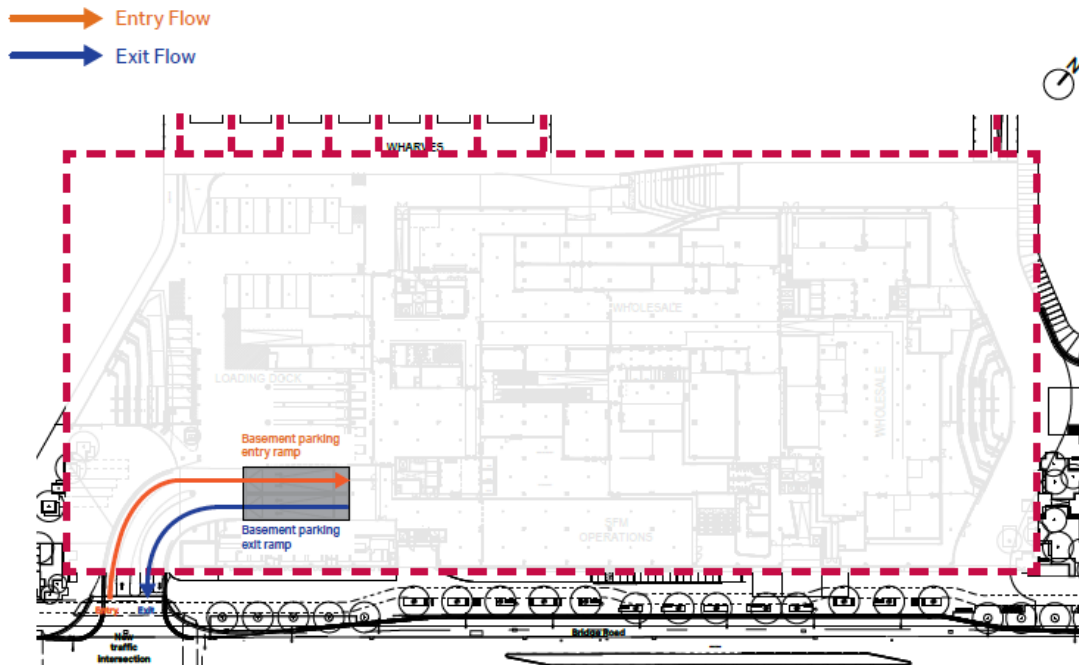 Entry Flow
Exit Flow
N
WHARVES
WHOLESALE
LOADING DOCK
WHOLESALE
Basement parking
entry ramp
Basement parking
exit ramp
SFM
OPERATIONS
Entry
Exit
New
traffic
intersection
Bridge Road